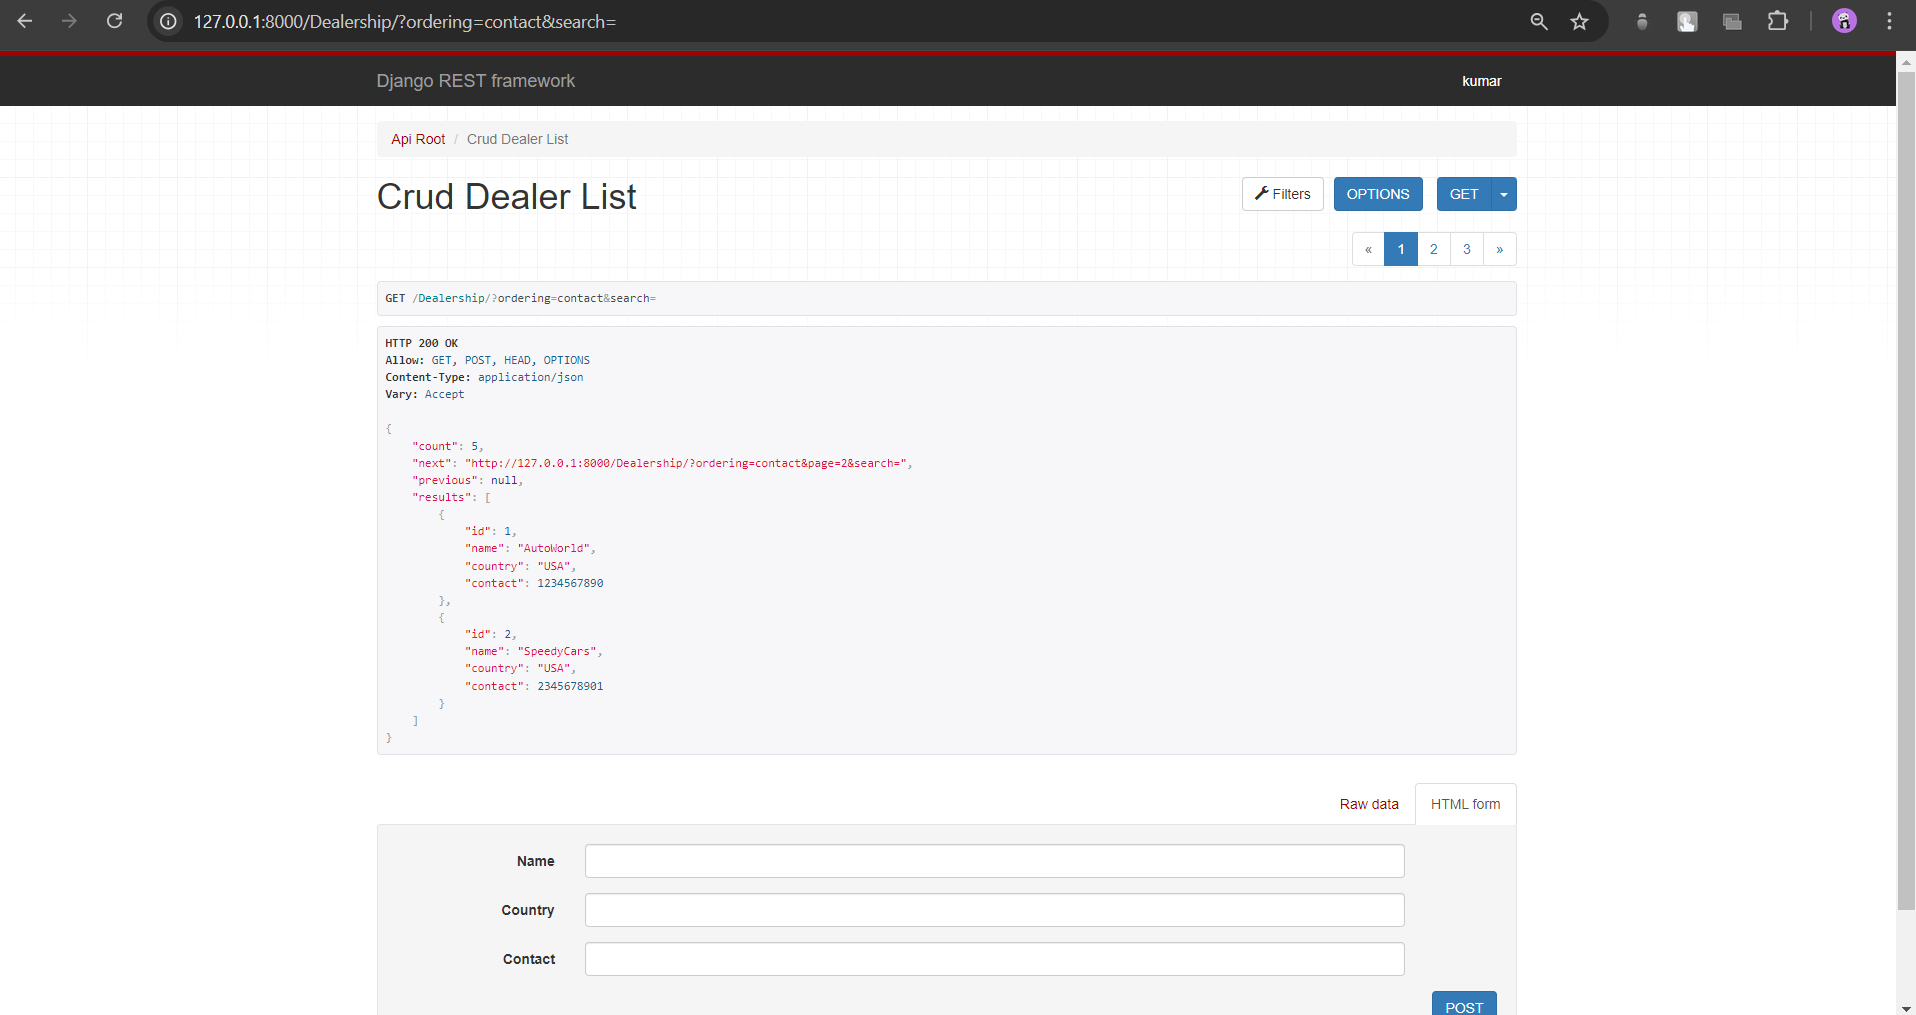 127.0.0.1:8000/Dealership/?ordering=contact&search=
Django REST framework
kumar
Api Root / Crud Dealer List
Crud Dealer List
Filters
OPTIONS
GET
« 1 2 3 »
GET /Dealership/?ordering=contact&search=
HTTP 200 OK
Allow: GET, POST, HEAD, OPTIONS
Content-Type: application/json
Vary: Accept
{
    "count": 5,
    "next": "http://127.0.0.1:8000/Dealership/?ordering=contact&page=2&search=",
    "previous": null,
    "results": [
        {
            "id": 1,
            "name": "AutoWorld",
            "country": "USA",
            "contact": 1234567890
        },
        {
            "id": 2,
            "name": "SpeedyCars",
            "country": "USA",
            "contact": 2345678901
        }
    ]
}
Raw data
HTML form
Name
Country
Contact
POST